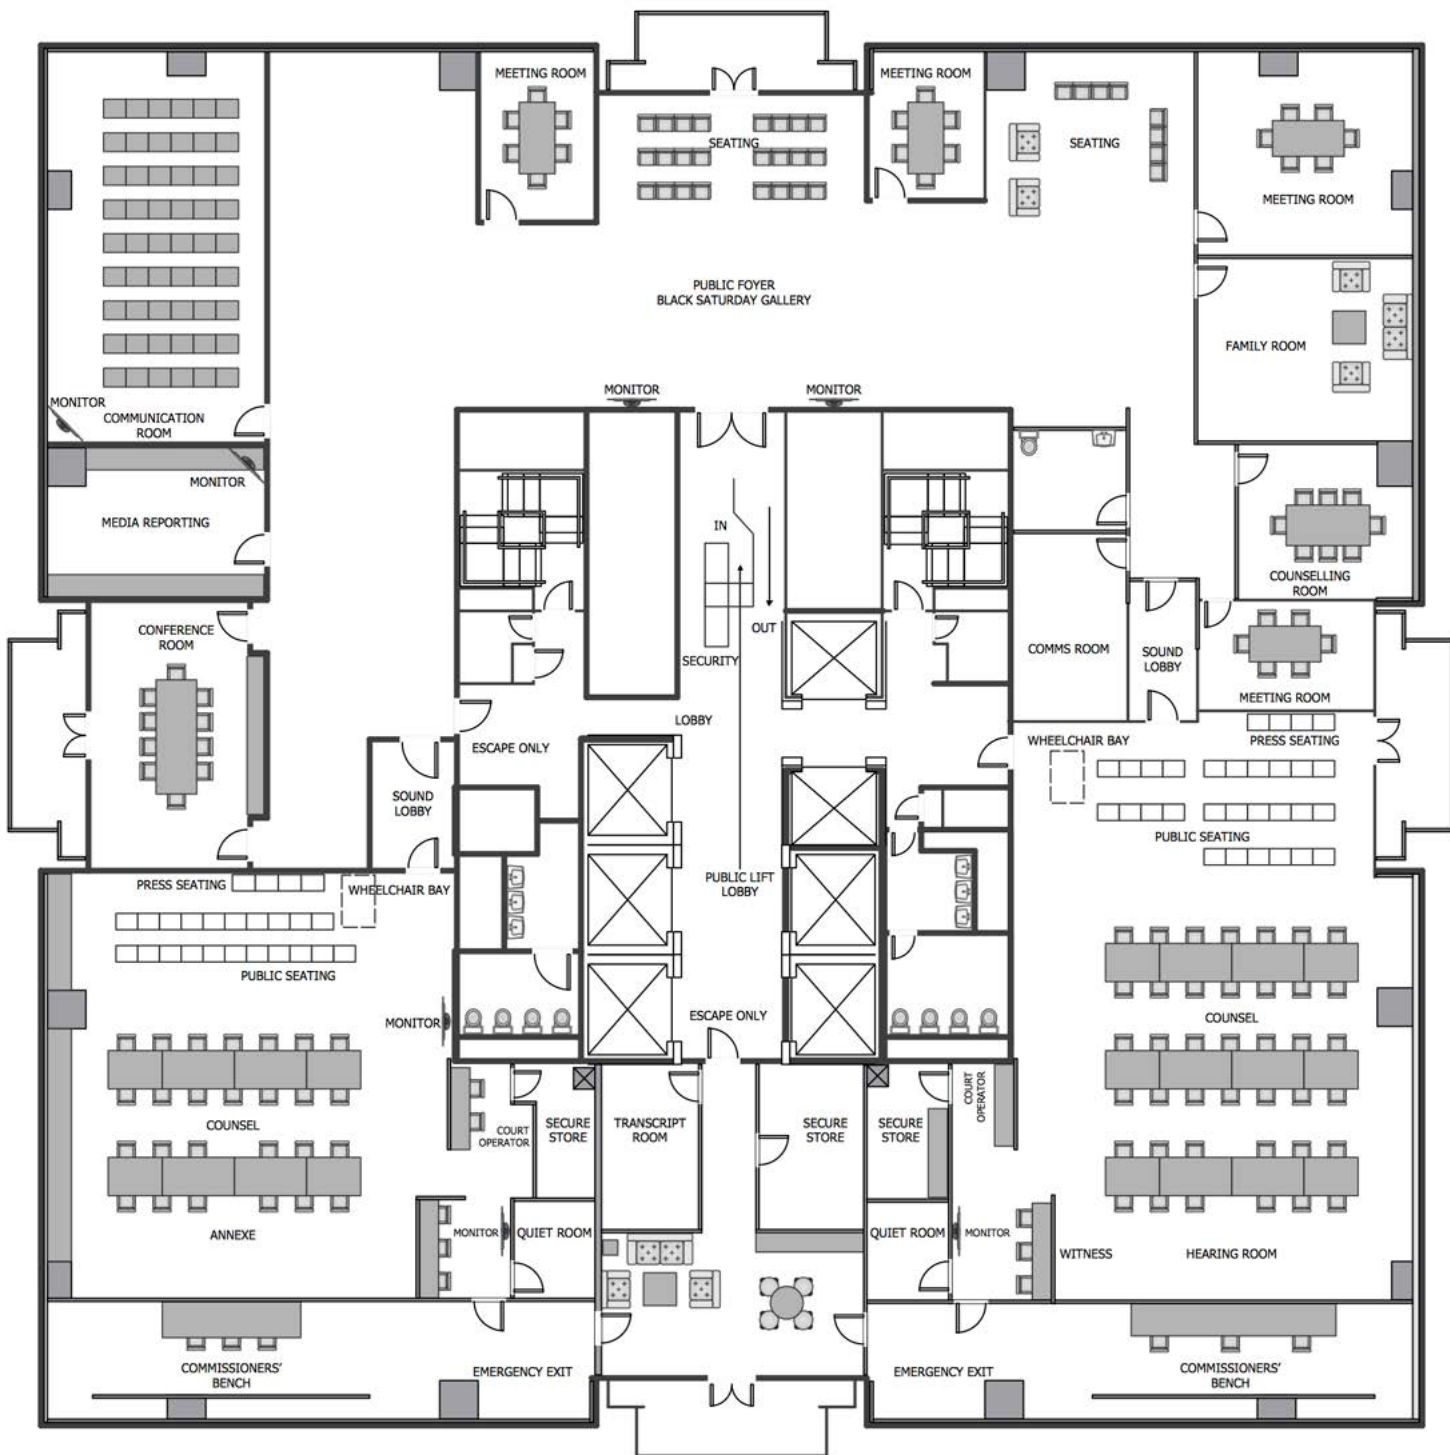 MEETING ROOM
MEETING ROOM
SEATING
SEATING
MEETING ROOM
PUBLIC FOYER
BLACK SATURDAY GALLERY
FAMILY ROOM
MONITOR
MONITOR
MONITOR
COMMUNICATION
ROOM
MONITOR
MEDIA REPORTING
IN
COUNSELLING
ROOM
CONFERENCE
ROOM
OUT
SECURITY
COMMS ROOM
SOUND
LOBBY
MEETING ROOM
LOBBY
ESCAPE ONLY
WHEELCHAIR BAY
PRESS SEATING
SOUND
LOBBY
PUBLIC SEATING
PRESS SEATING
WHEELCHAIR BAY
PUBLIC LIFT
LOBBY
PUBLIC SEATING
MONITOR
ESCAPE ONLY
COUNSEL
COUNSEL
COURT
OPERATOR
SECURE
STORE
TRANSCRIPT
ROOM
SECURE
STORE
SECURE
STORE
COURT
OPERATOR
ANNEXE
MONITOR
QUIET ROOM
QUIET ROOM
MONITOR
WITNESS
HEARING ROOM
COMMISSIONERS'
BENCH
EMERGENCY EXIT
EMERGENCY EXIT
COMMISSIONERS'
BENCH